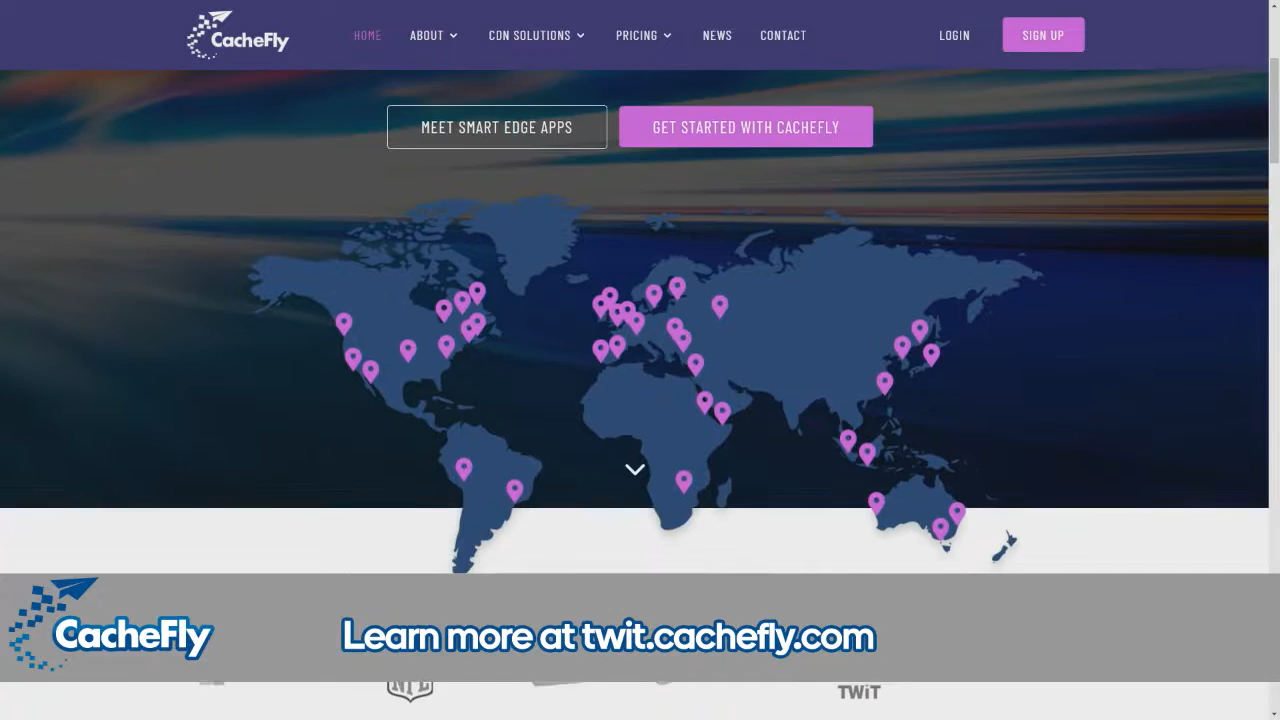 CacheFly
HOME
ABOUT
CDN SOLUTIONS
PRICING
NEWS
CONTACT
LOGIN
SIGN UP
MEET SMART EDGE APPS
GET STARTED WITH CACHEFLY
CacheFly
Learn more at twit.cachefly.com
NFL
TWiT